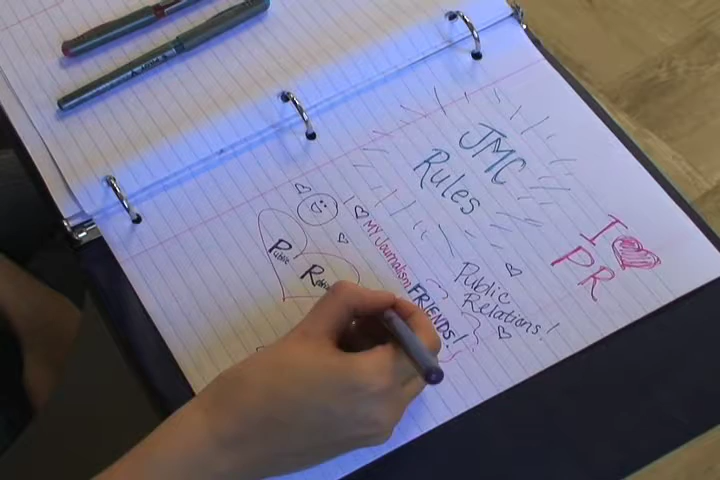 JMC
Rules
I
PR
I MY Journalism
FRIENDS!
Public
Relations!
Public